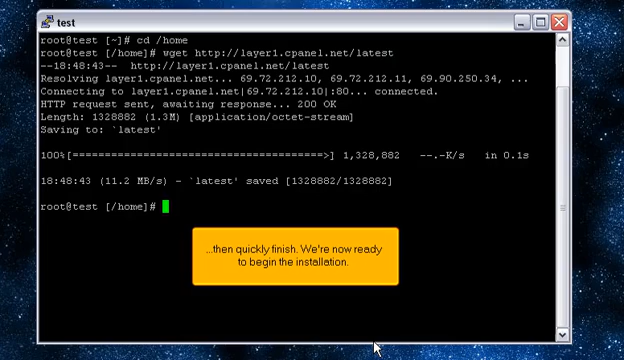 test
root@test [~]# cd /home
root@test [/home]# wget http://layer1.cpanel.net/latest
--18:48:43--  http://layer1.cpanel.net/latest
Resolving layer1.cpanel.net... 69.72.212.10, 69.72.212.11, 69.90.250.34, ...
Connecting to layer1.cpanel.net|69.72.212.10|:80... connected.
HTTP request sent, awaiting response... 200 OK
Length: 1328882 (1.3M) [application/octet-stream]
Saving to: `latest'
100%[======================================>] 1,328,882   --.-K/s   in 0.1s
18:48:43 (11.2 MB/s) - `latest' saved [1328882/1328882]
root@test [/home]#
...then quickly finish. We're now ready
to begin the installation.